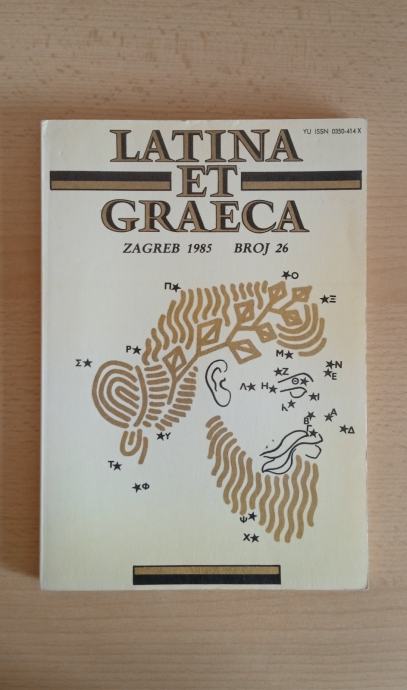 YU ISSN 0350-414 X
LATINA
ET
GRAECA
ZAGREB 1985 BROJ 26
Ο
Π
Ξ
Ρ
Μ
Σ
Ν
Ζ
Ε
Θ
Λ
Η
Ι
Α
Β
Γ
Δ
Υ
Τ
Φ
Ψ
Χ